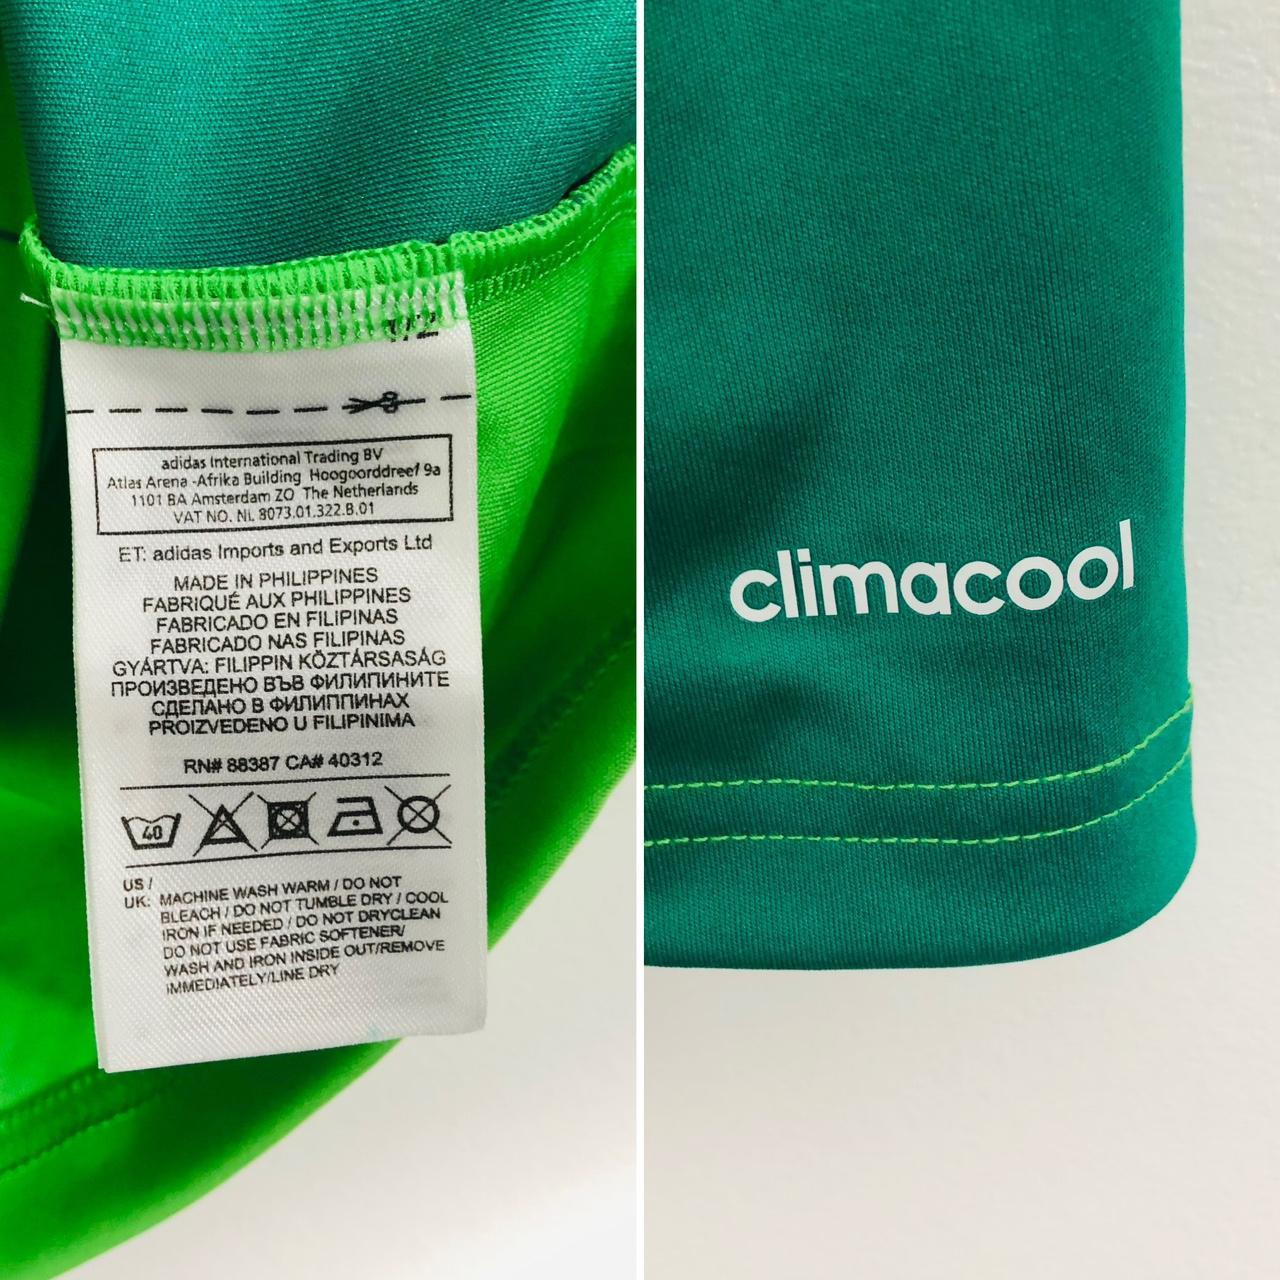 1/2
adidas International Trading BV
Atlas Arena -Afrika Building Hoogoorddreef 9a
1101 BA Amsterdam ZO The Netherlands
VAT NO. NL 8073.01.322.B.01
ET: adidas Imports and Exports Ltd
MADE IN PHILIPPINES
FABRIQUÉ AUX PHILIPPINES
FABRICADO EN FILIPINAS
FABRICADO NAS FILIPINAS
GYÁRTVA: FILIPPIN KÖZTÁRSASÁG
ПРОИЗВЕДЕНО ВЪВ ФИЛИПИНИТЕ
СДЕЛАНО В ФИЛИППИНАХ
PROIZVEDENO U FILIPINIMA
RN# 88387 CA# 40312
40
US /
UK: MACHINE WASH WARM / DO NOT
BLEACH / DO NOT TUMBLE DRY / COOL
IRON IF NEEDED / DO NOT DRYCLEAN
DO NOT USE FABRIC SOFTENER/
WASH AND IRON INSIDE OUT/REMOVE
IMMEDIATELY/LINE DRY
climacool